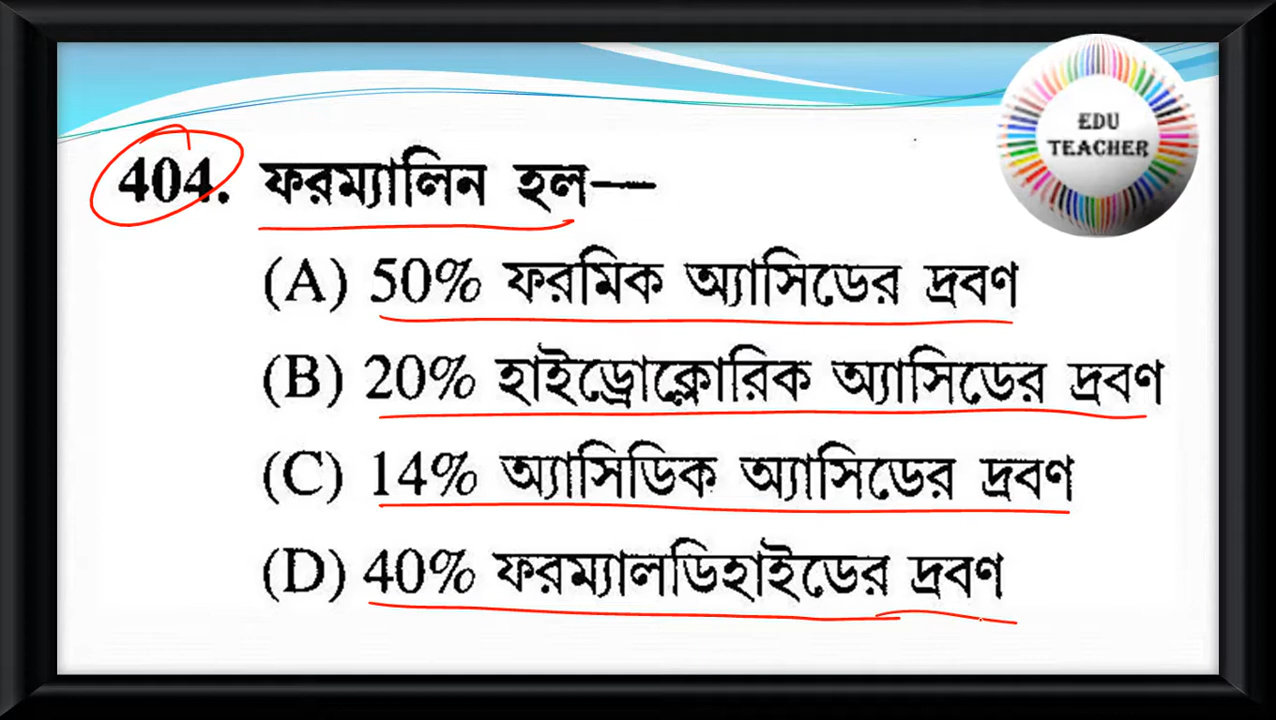 EDU
TEACHER
404. ফরম্যালিন হল—
(A) 50% ফরমিক অ্যাসিডের দ্রবণ
(B) 20% হাইড্রোক্লোরিক অ্যাসিডের দ্রবণ
(C) 14% অ্যাসিডিক অ্যাসিডের দ্রবণ
(D) 40% ফরম্যালডিহাইডের দ্রবণ